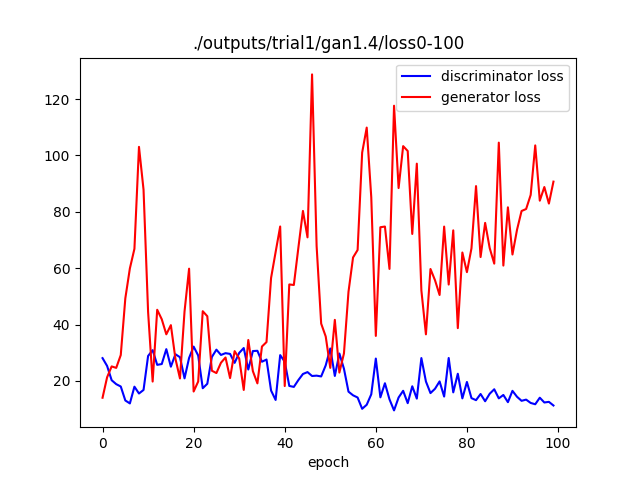 ./outputs/trial1/gan1.4/loss0-100
discriminator loss
generator loss
120
100
80
60
40
20
0 20 40 60 80 100
epoch